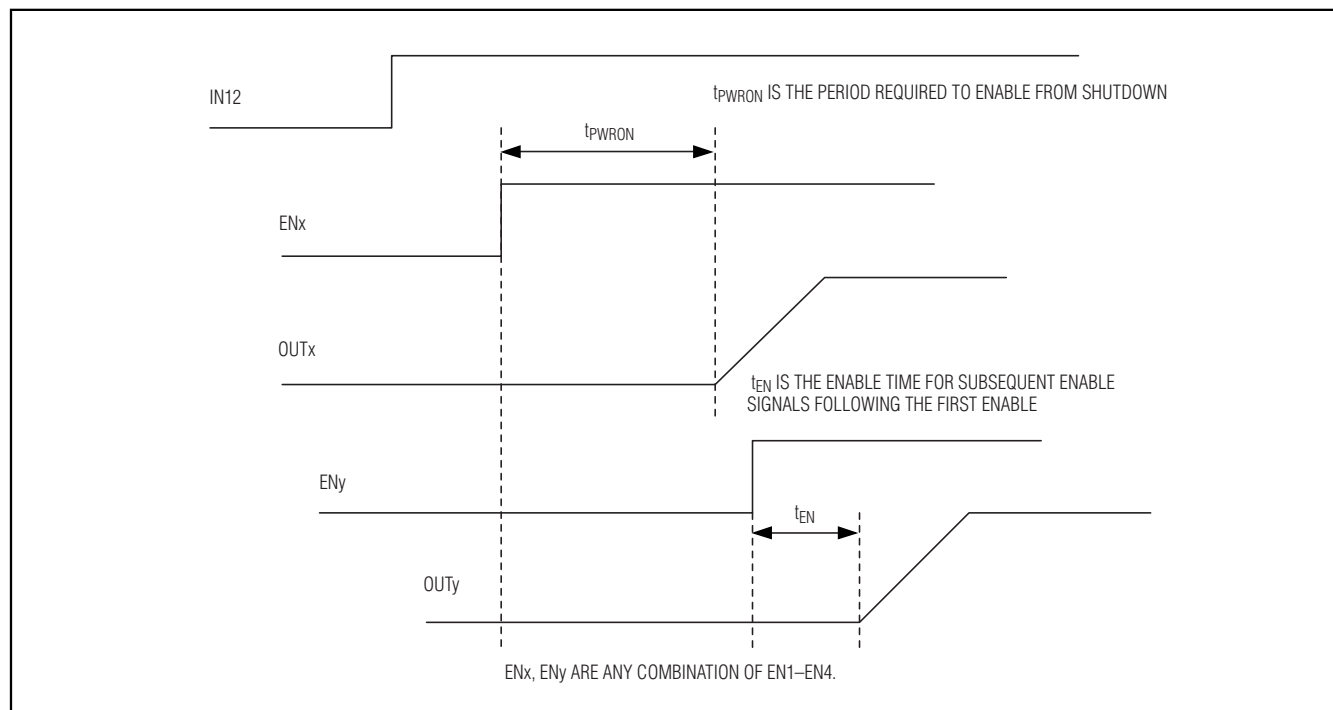 IN12
tPWRON IS THE PERIOD REQUIRED TO ENABLE FROM SHUTDOWN
tPWRON
ENx
OUTx
tEN IS THE ENABLE TIME FOR SUBSEQUENT ENABLE
SIGNALS FOLLOWING THE FIRST ENABLE
ENy
tEN
OUTy
ENx, ENy ARE ANY COMBINATION OF EN1–EN4.